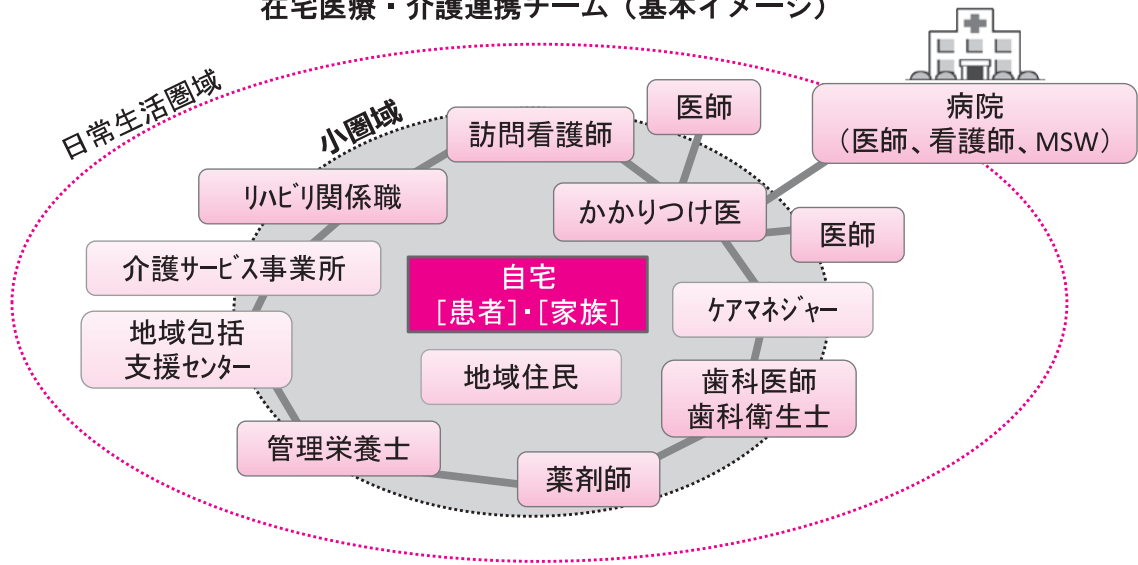 在宅医療・介護連携チーム（基本イメージ）
日常生活圏域
小圏域
訪問看護師
医師
病院
（医師、看護師、MSW）
リハビリ関係職
かかりつけ医
医師
介護サービス事業所
自宅
[患者]・[家族]
ケアマネジャー
地域包括
支援センター
地域住民
歯科医師
歯科衛生士
管理栄養士
薬剤師